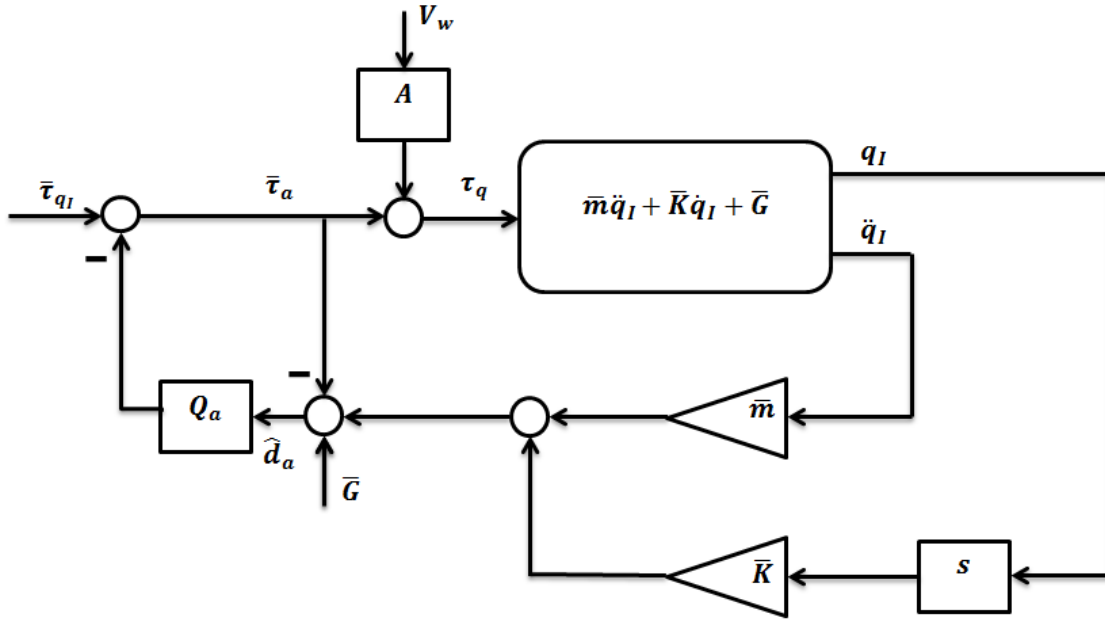 V_w
A
τ̄_{q_I}
τ̄_a
τ_q
m̄q̈_I + K̄q̇_I + Ḡ
q_I
q̈_I
−
−
Q_a
d̂_a
Ḡ
m̄
K̄
s